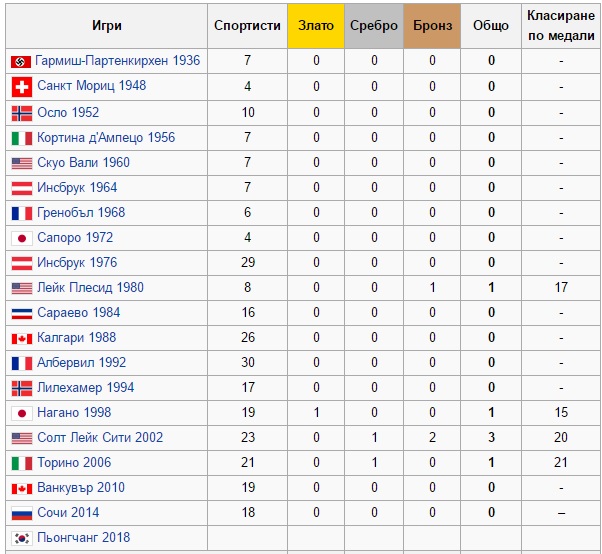 Игри Спортисти Злато Сребро Бронз Общо Класиране по медали
Гармиш-Партенкирхен 1936 7 0 0 0 0 -
Санкт Мориц 1948 4 0 0 0 0 -
Осло 1952 10 0 0 0 0 -
Кортина д'Ампецо 1956 7 0 0 0 0 -
Скуо Вали 1960 7 0 0 0 0 -
Инсбрук 1964 7 0 0 0 0 -
Гренобъл 1968 6 0 0 0 0 -
Сапоро 1972 4 0 0 0 0 -
Инсбрук 1976 29 0 0 0 0 -
Лейк Плесид 1980 8 0 0 1 1 17
Сараево 1984 16 0 0 0 0 -
Калгари 1988 26 0 0 0 0 -
Албервил 1992 30 0 0 0 0 -
Лилехамер 1994 17 0 0 0 0 -
Нагано 1998 19 1 0 0 1 15
Солт Лейк Сити 2002 23 0 1 2 3 20
Торино 2006 21 0 1 0 1 21
Ванкувър 2010 19 0 0 0 0 -
Сочи 2014 18 0 0 0 0 –
Пьонгчанг 2018